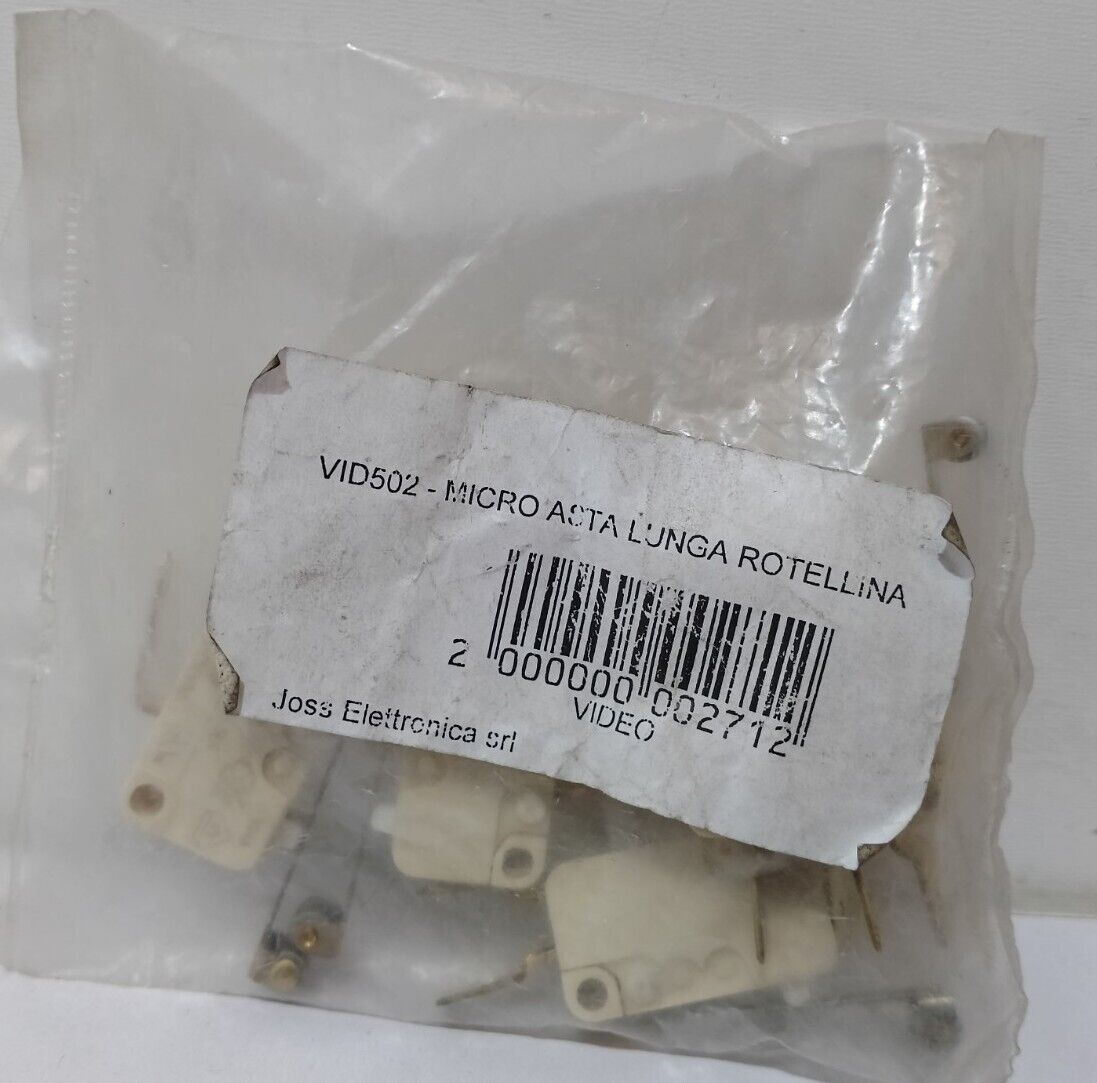 VID502 - MICRO ASTA LUNGA ROTELLINA
2 000000 002712
VIDEO
Joss Elettronica srl